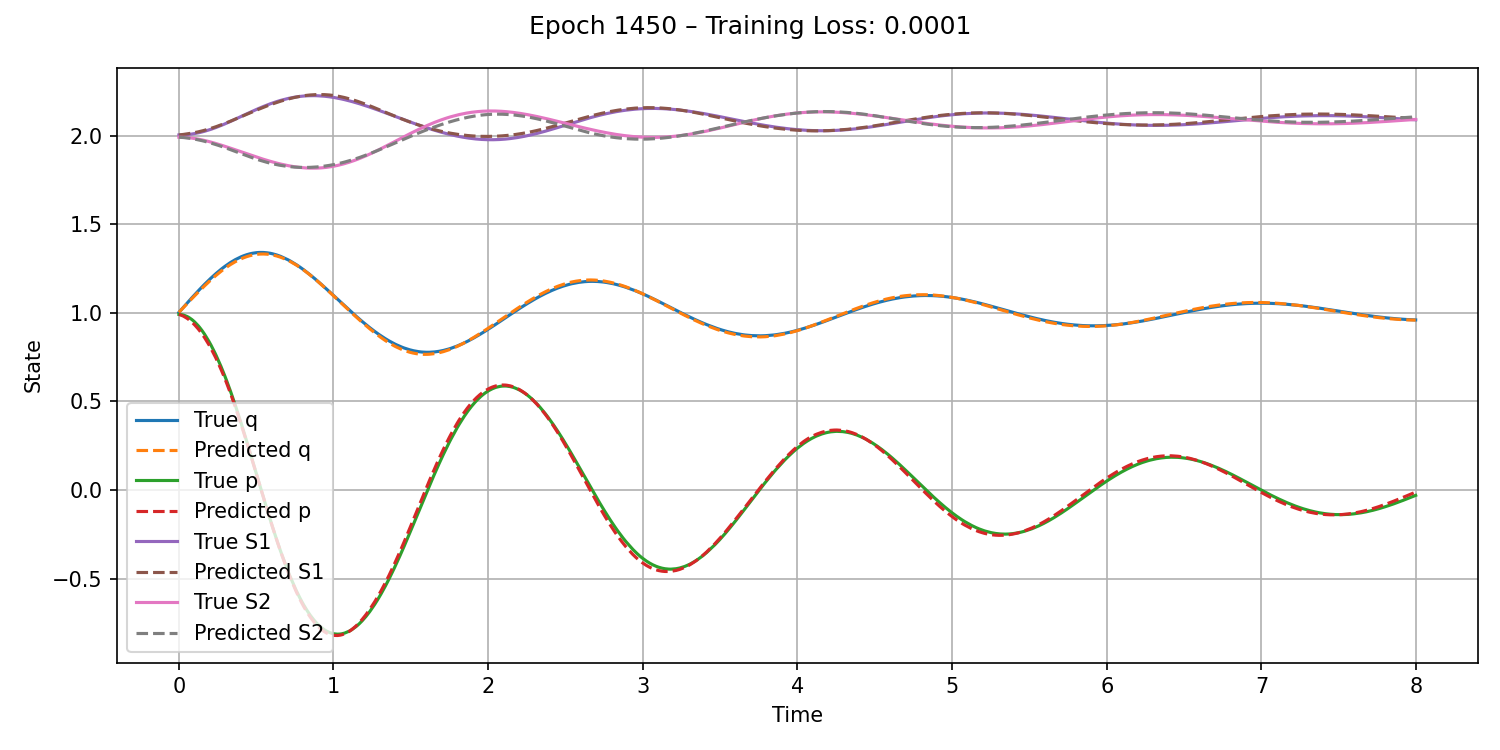 Epoch 1450 – Training Loss: 0.0001
State
2.0
1.5
1.0
0.5
0.0
−0.5
True q
Predicted q
True p
Predicted p
True S1
Predicted S1
True S2
Predicted S2
0 1 2 3 4 5 6 7 8
Time